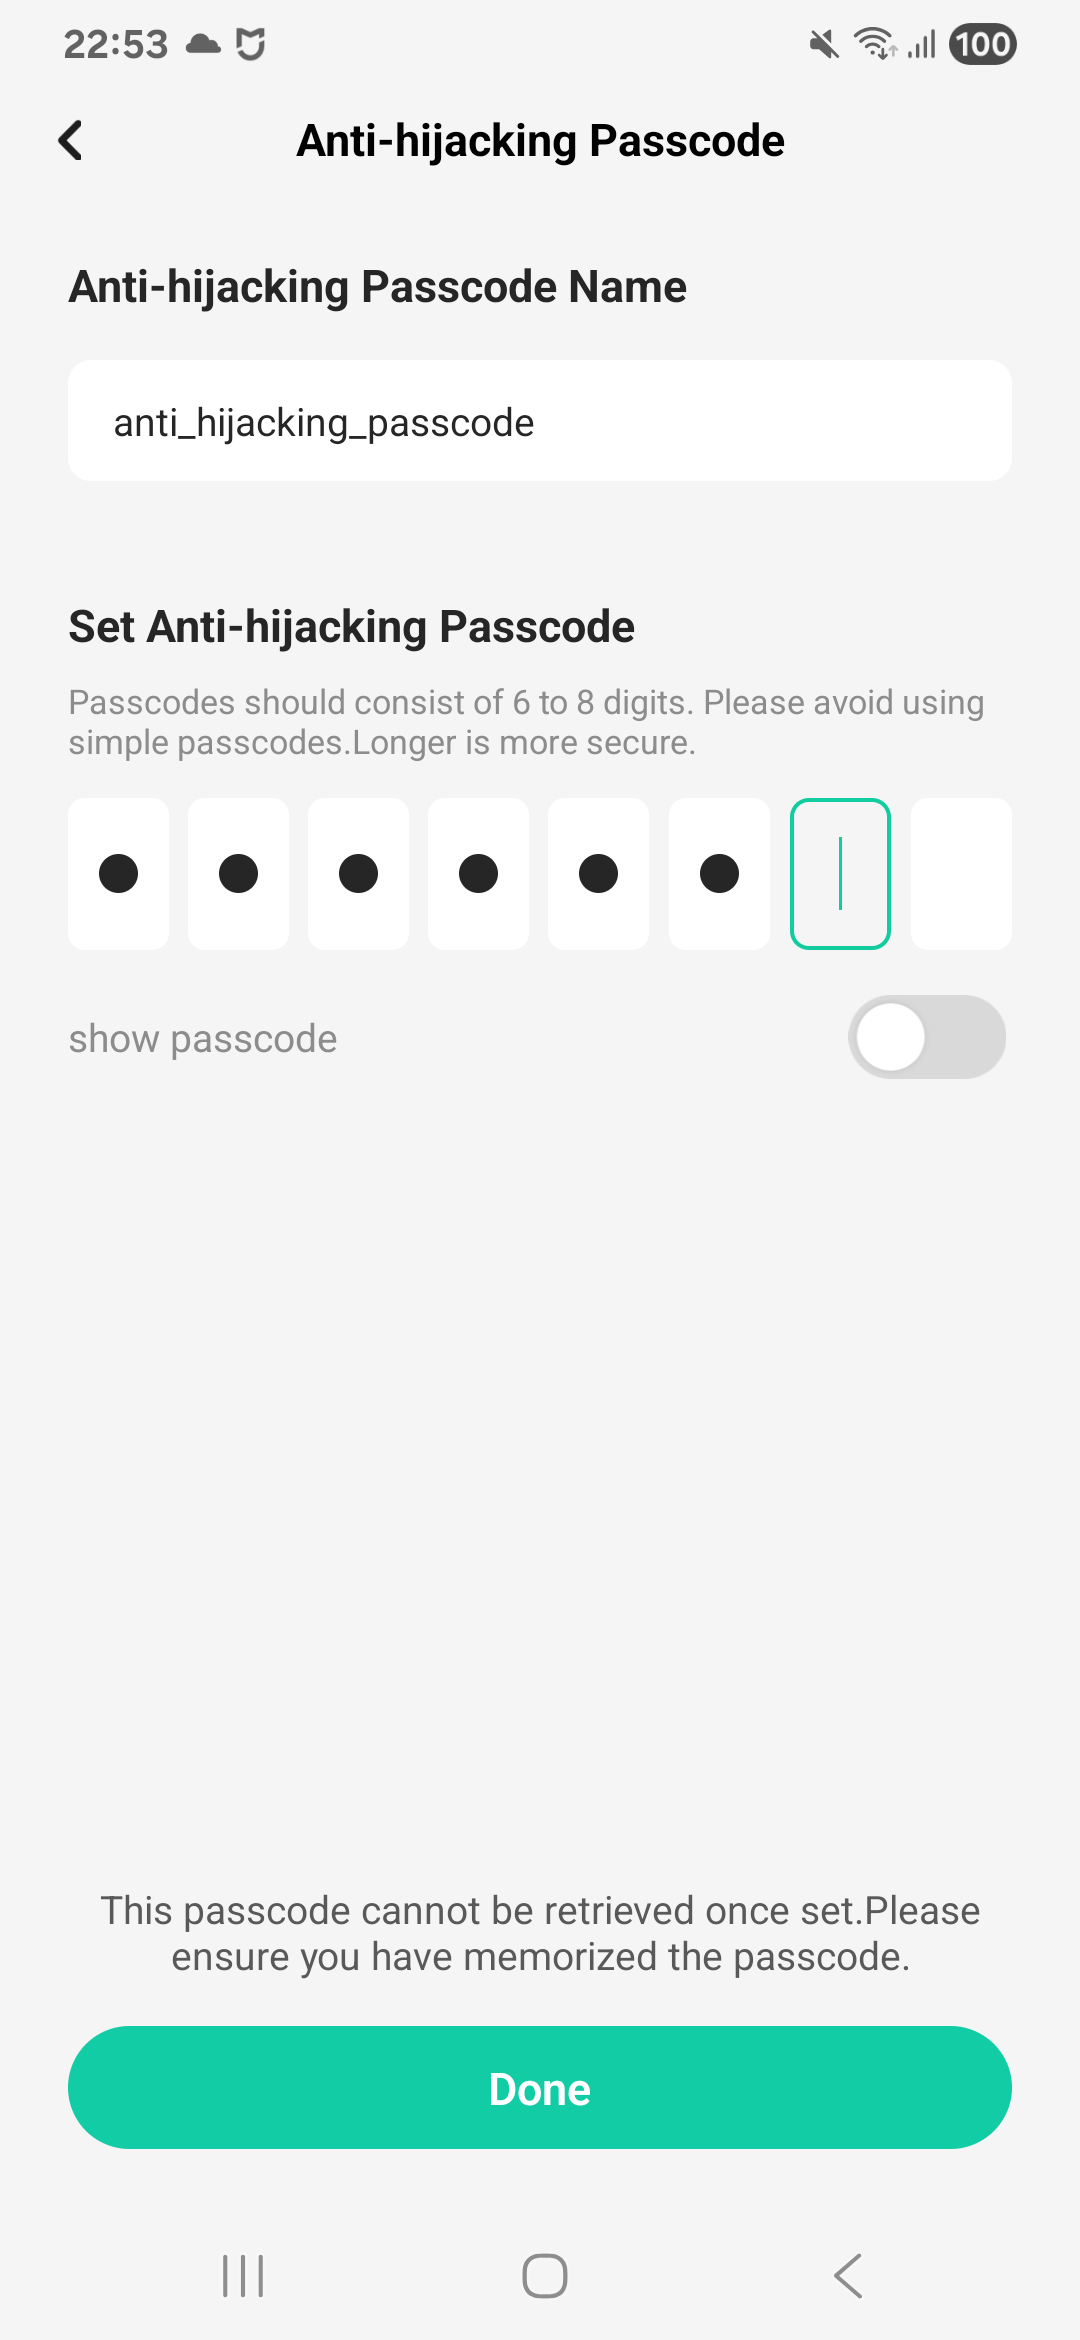 22:53
100
Anti-hijacking Passcode
Anti-hijacking Passcode Name
anti_hijacking_passcode
Set Anti-hijacking Passcode
Passcodes should consist of 6 to 8 digits. Please avoid using
simple passcodes.Longer is more secure.
show passcode
This passcode cannot be retrieved once set.Please
ensure you have memorized the passcode.
Done